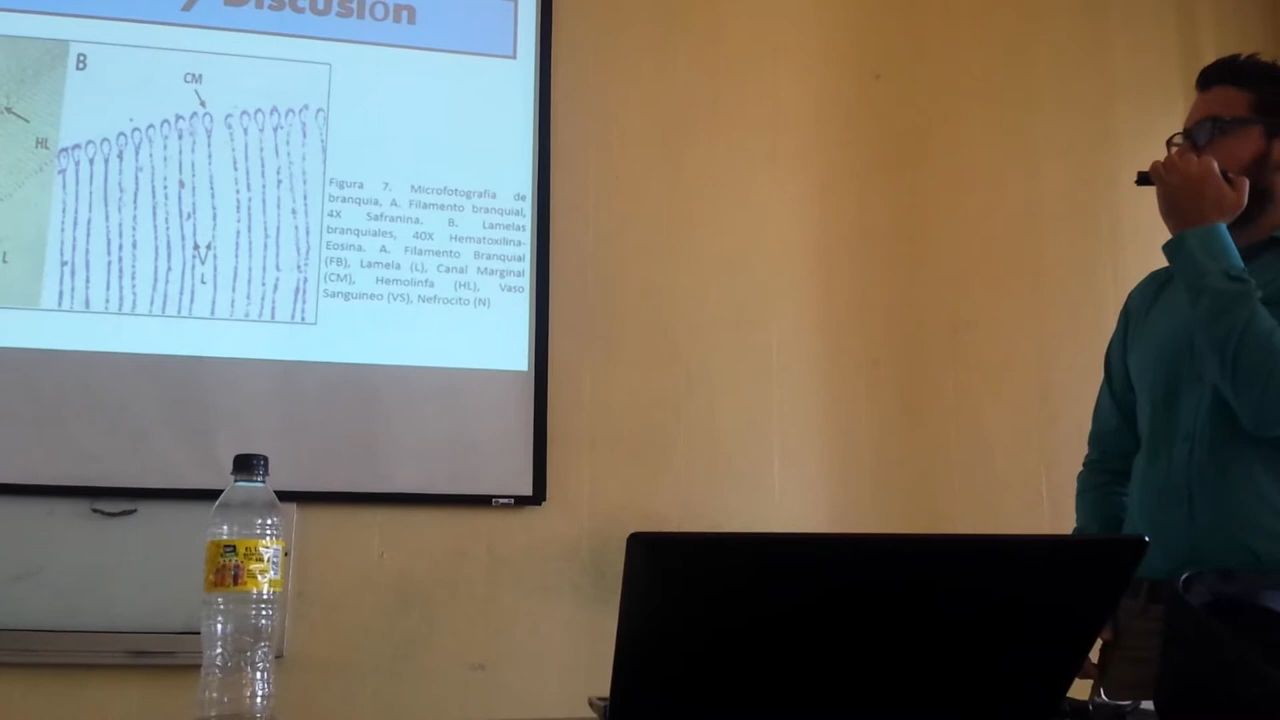 y Discusión
B
CM
HL
L
L
Figura 7. Microfotografía de
branquia, A. Filamento branquial,
4X Safranina. B. Lamelas
branquiales, 40X Hematoxilina-
Eosina. A. Filamento Branquial
(FB), Lamela (L), Canal Marginal
(CM), Hemolinfa (HL), Vaso
Sanguineo (VS), Nefrocito (N)